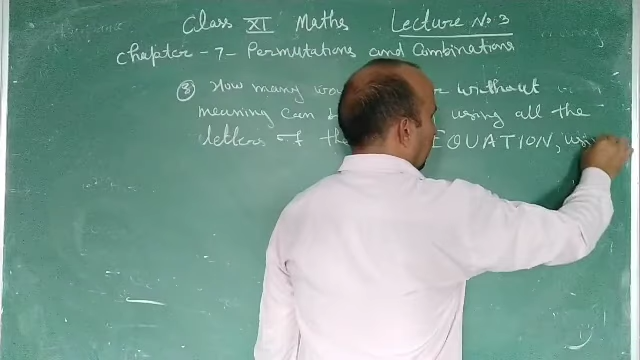 Class XI Maths Lecture No. 3
Chapter - 7 - Permutations and Combinations
(8) How many without
meaning can using all the
letters of the EQUATION,